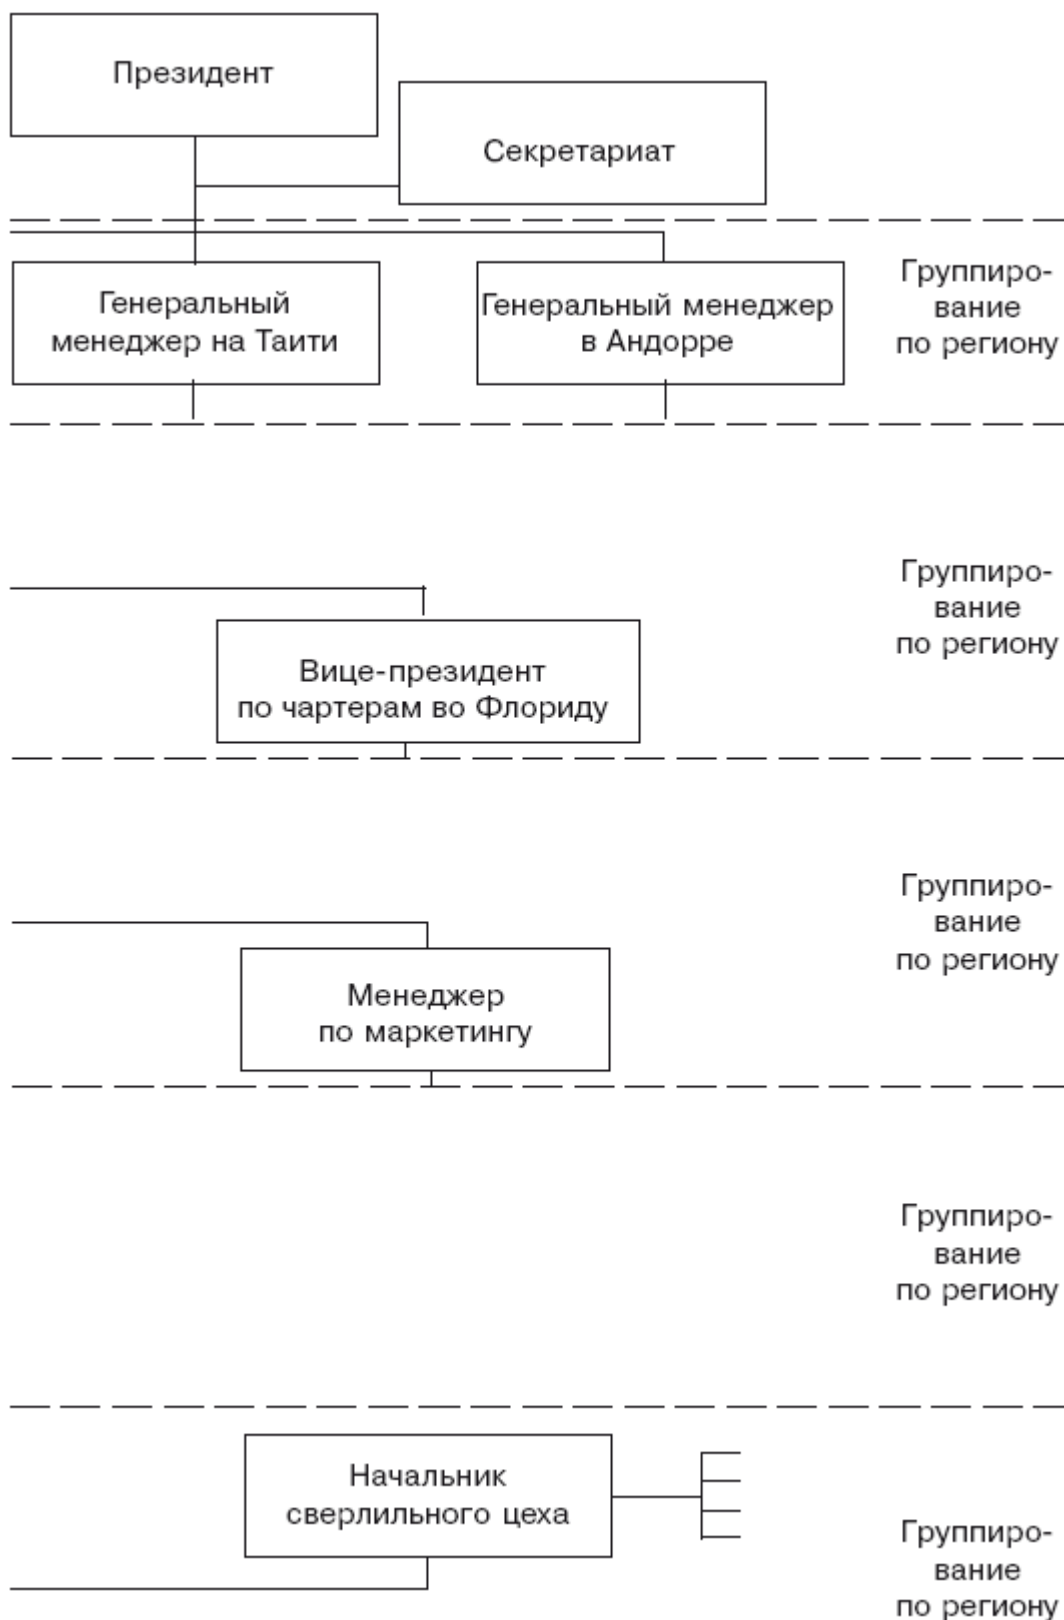 Президент
Секретариат
Генеральный
менеджер на Таити
Генеральный менеджер
в Андорре
Группиро-
вание
по региону
Группиро-
вание
по региону
Вице-президент
по чартерам во Флориду
Группиро-
вание
по региону
Менеджер
по маркетингу
Группиро-
вание
по региону
Начальник
сверлильного цеха
Группиро-
вание
по региону